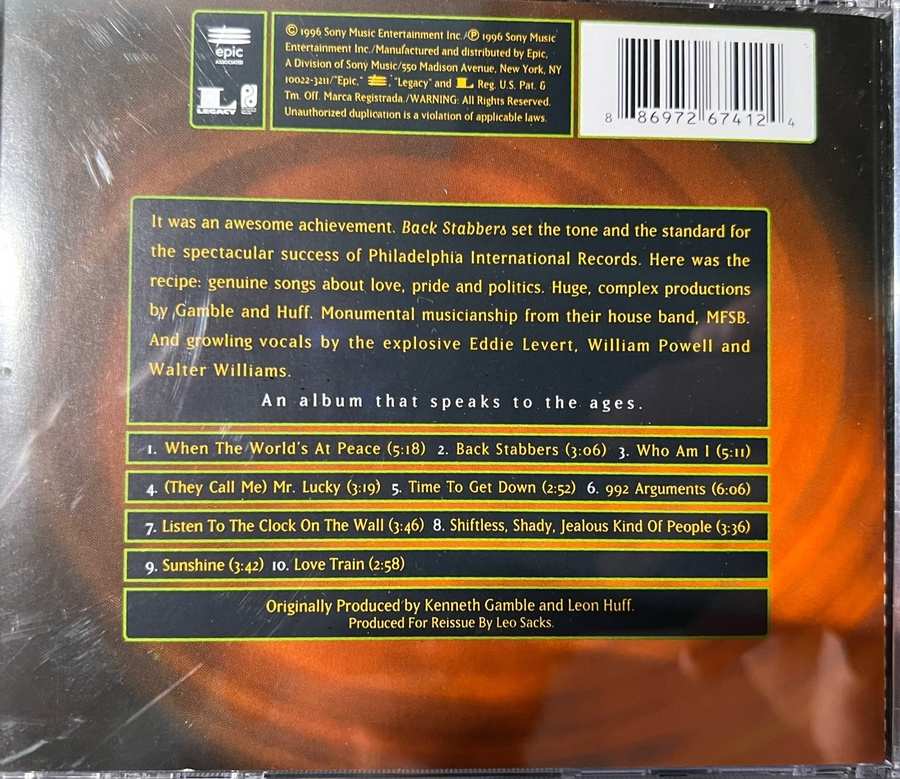 epic
ASSOCIATED
LEGACY
© 1996 Sony Music Entertainment Inc./℗ 1996 Sony Music
Entertainment Inc./Manufactured and distributed by Epic,
A Division of Sony Music/550 Madison Avenue, New York, NY
10022-3211/"Epic," , "Legacy" and L Reg. U.S. Pat. &
Tm. Off. Marca Registrada./WARNING: All Rights Reserved.
Unauthorized duplication is a violation of applicable laws.
8 86972 67412 4
It was an awesome achievement. Back Stabbers set the tone and the standard for
the spectacular success of Philadelphia International Records. Here was the
recipe: genuine songs about love, pride and politics. Huge, complex productions
by Gamble and Huff. Monumental musicianship from their house band, MFSB.
And growling vocals by the explosive Eddie Levert, William Powell and
Walter Williams.
An album that speaks to the ages.
1. When The World's At Peace (5:18) 2. Back Stabbers (3:06) 3. Who Am I (5:11)
4. (They Call Me) Mr. Lucky (3:19) 5. Time To Get Down (2:52) 6. 992 Arguments (6:06)
7. Listen To The Clock On The Wall (3:46) 8. Shiftless, Shady, Jealous Kind Of People (3:36)
9. Sunshine (3:42) 10. Love Train (2:58)
Originally Produced by Kenneth Gamble and Leon Huff.
Produced For Reissue By Leo Sacks.